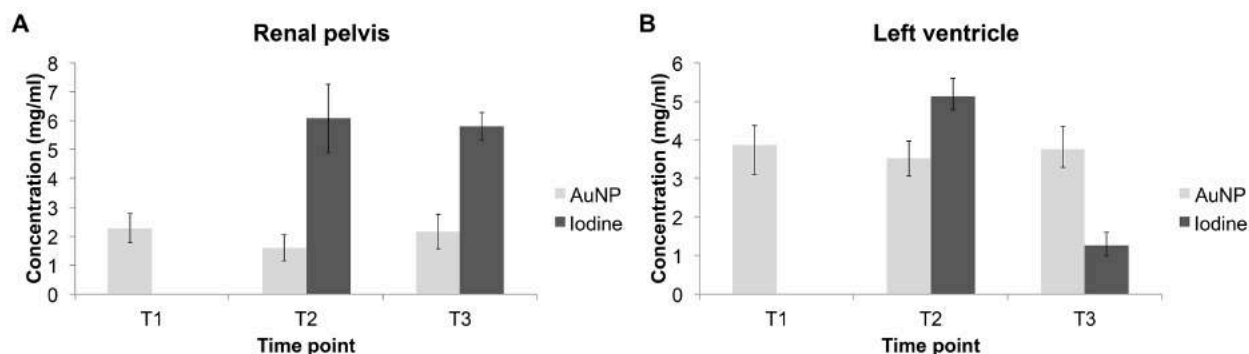 A
Renal pelvis
Concentration (mg/ml)
8
7
6
5
4
3
2
1
0
T1
T2
T3
Time point
AuNP
Iodine
B
Left ventricle
Concentration (mg/ml)
6
5
4
3
2
1
0
T1
T2
T3
Time point
AuNP
Iodine